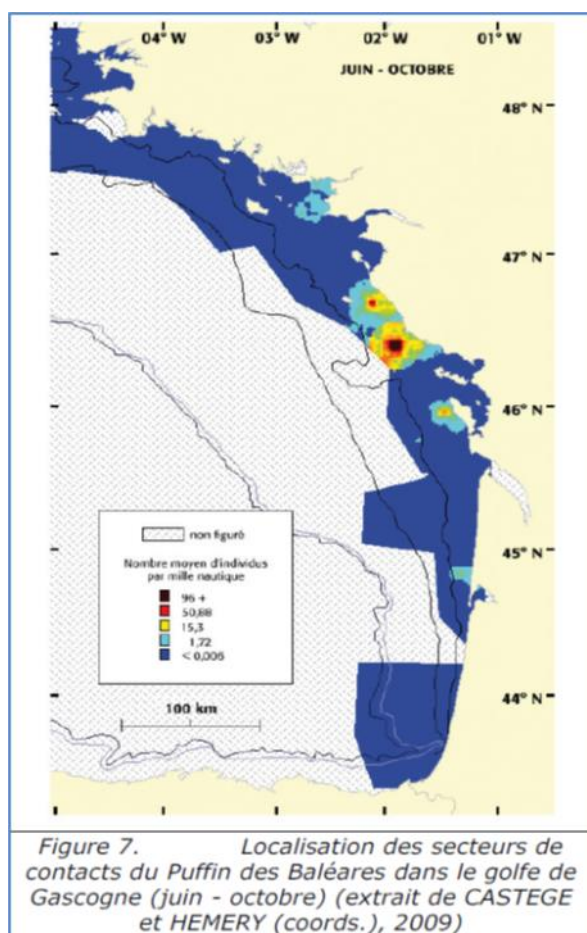 04° W 03° W 02° W 01° W
JUIN - OCTOBRE
48° N
47° N
46° N
45° N
44° N
non figuré
Nombre moyen d'individus
par mille nautique
96 +
50,88
15,3
1,72
< 0,006
100 km
Figure 7. Localisation des secteurs de
contacts du Puffin des Baléares dans le golfe de
Gascogne (juin - octobre) (extrait de CASTEGE
et HEMERY (coords.), 2009)